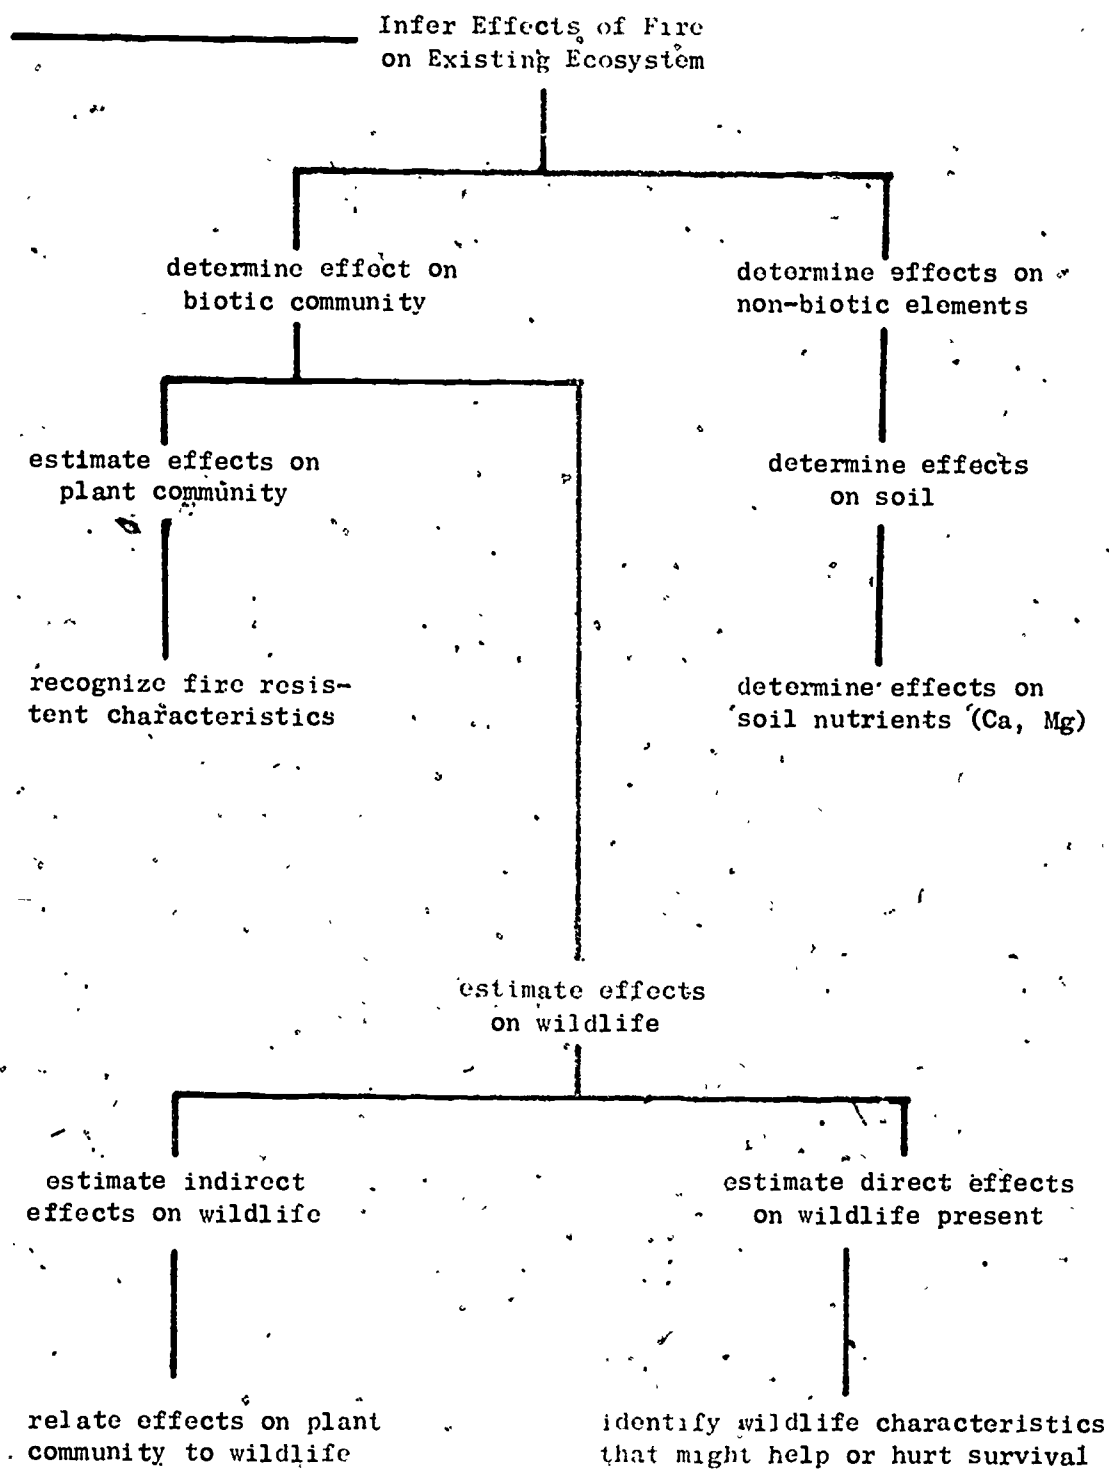 Infer Effects of Fire
on Existing Ecosystem
determine effect on
biotic community
determine effects on
non-biotic elements
estimate effects on
plant community
determine effects
on soil
recognize fire resis-
tent characteristics
determine effects on
soil nutrients (Ca, Mg)
estimate effects
on wildlife
estimate indirect
effects on wildlife
estimate direct effects
on wildlife present
relate effects on plant
community to wildlife
identify wildlife characteristics
that might help or hurt survival